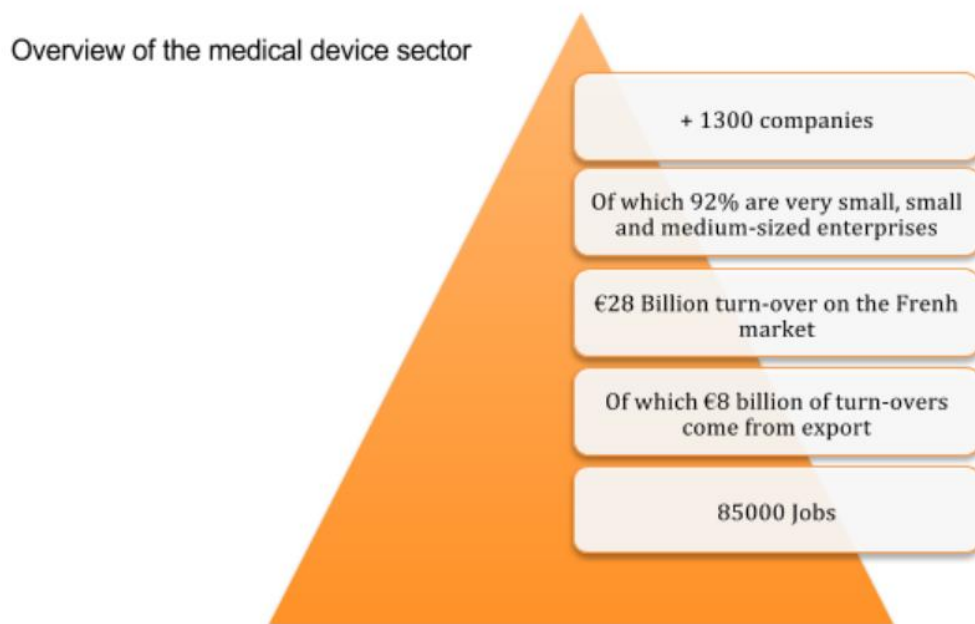 Overview of the medical device sector
+ 1300 companies
Of which 92% are very small, small
and medium-sized enterprises
€28 Billion turn-over on the Frenh
market
Of which €8 billion of turn-overs
come from export
85000 Jobs